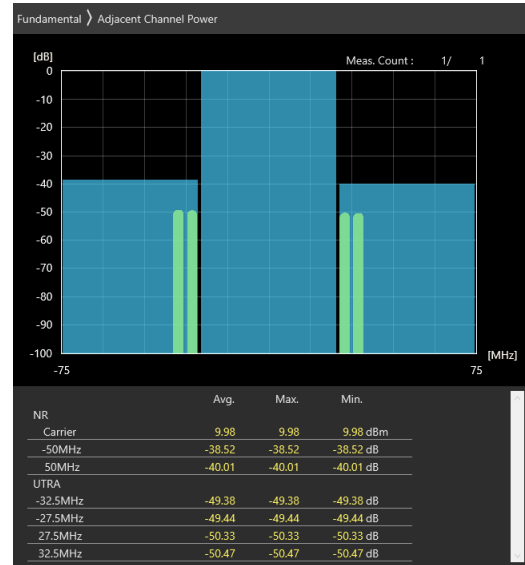 Fundamental 〉 Adjacent Channel Power
[dB]
Meas. Count : 1/ 1
0
-10
-20
-30
-40
-50
-60
-70
-80
-90
-100
[MHz]
-75 75
Avg. Max. Min.
NR
Carrier 9.98 9.98 9.98 dBm
-50MHz -38.52 -38.52 -38.52 dB
50MHz -40.01 -40.01 -40.01 dB
UTRA
-32.5MHz -49.38 -49.38 -49.38 dB
-27.5MHz -49.44 -49.44 -49.44 dB
27.5MHz -50.33 -50.33 -50.33 dB
32.5MHz -50.47 -50.47 -50.47 dB